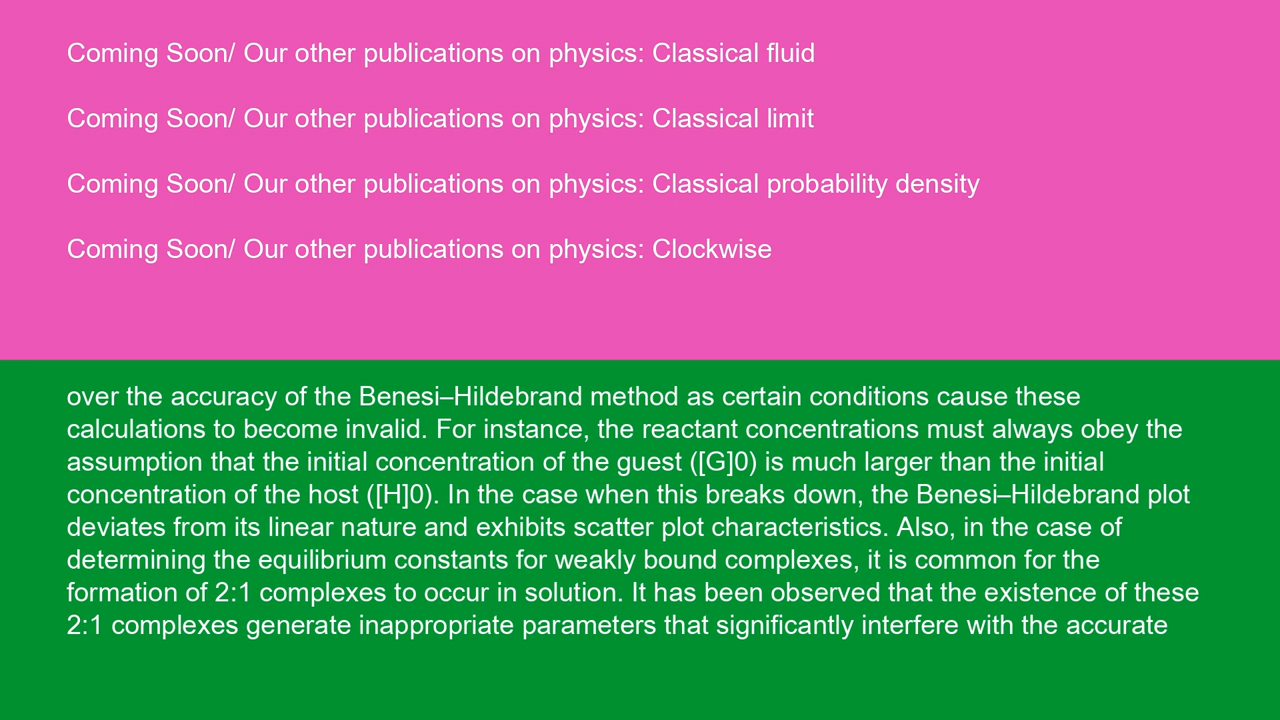 Coming Soon/ Our other publications on physics: Classical fluid
Coming Soon/ Our other publications on physics: Classical limit
Coming Soon/ Our other publications on physics: Classical probability density
Coming Soon/ Our other publications on physics: Clockwise
over the accuracy of the Benesi–Hildebrand method as certain conditions cause these
calculations to become invalid. For instance, the reactant concentrations must always obey the
assumption that the initial concentration of the guest ([G]0) is much larger than the initial
concentration of the host ([H]0). In the case when this breaks down, the Benesi–Hildebrand plot
deviates from its linear nature and exhibits scatter plot characteristics. Also, in the case of
determining the equilibrium constants for weakly bound complexes, it is common for the
formation of 2:1 complexes to occur in solution. It has been observed that the existence of these
2:1 complexes generate inappropriate parameters that significantly interfere with the accurate